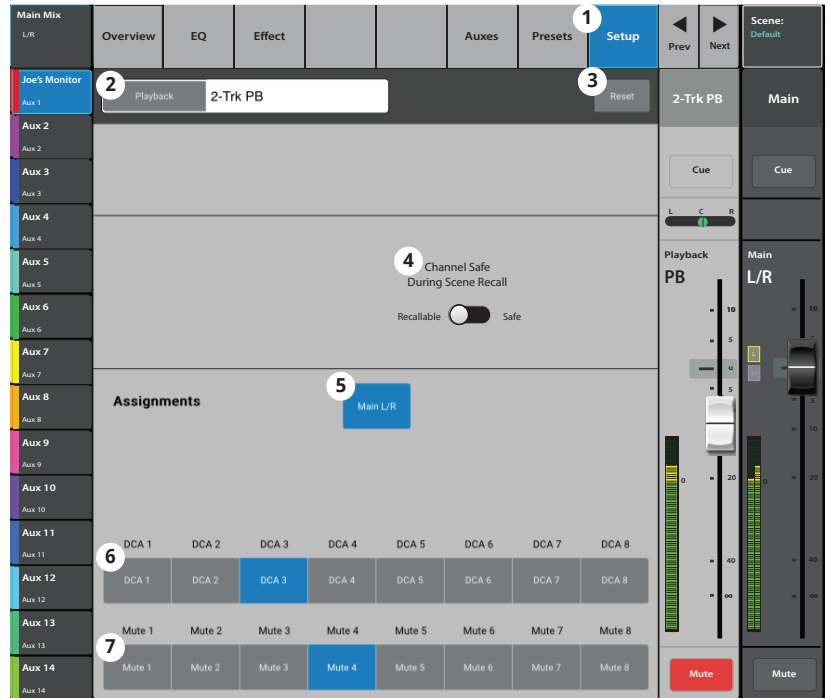 Main Mix
L/R
Overview
EQ
Effect
Auxes
Presets
1
Setup
Prev
Next
Scene:
Default
Joe's Monitor
Aux 1
Aux 2
Aux 2
Aux 3
Aux 3
Aux 4
Aux 4
Aux 5
Aux 5
Aux 6
Aux 6
Aux 7
Aux 7
Aux 8
Aux 8
Aux 9
Aux 9
Aux 10
Aux 10
Aux 11
Aux 11
Aux 12
Aux 12
Aux 13
Aux 13
Aux 14
Aux 14
2
Playback
2-Trk PB
3
Reset
4
Channel Safe
During Scene Recall
Recallable
Safe
Assignments
5
Main L/R
DCA 1 DCA 2 DCA 3 DCA 4 DCA 5 DCA 6 DCA 7 DCA 8
6
DCA 1 DCA 2 DCA 3 DCA 4 DCA 5 DCA 6 DCA 7 DCA 8
Mute 1 Mute 2 Mute 3 Mute 4 Mute 5 Mute 6 Mute 7 Mute 8
7
Mute 1 Mute 2 Mute 3 Mute 4 Mute 5 Mute 6 Mute 7 Mute 8
2-Trk PB
Cue
L C R
Playback
PB
10
5
U
5
0
20
40
∞
Mute
Main
Cue
Main
L/R
10
L
5
10
0
20
40
∞
Mute